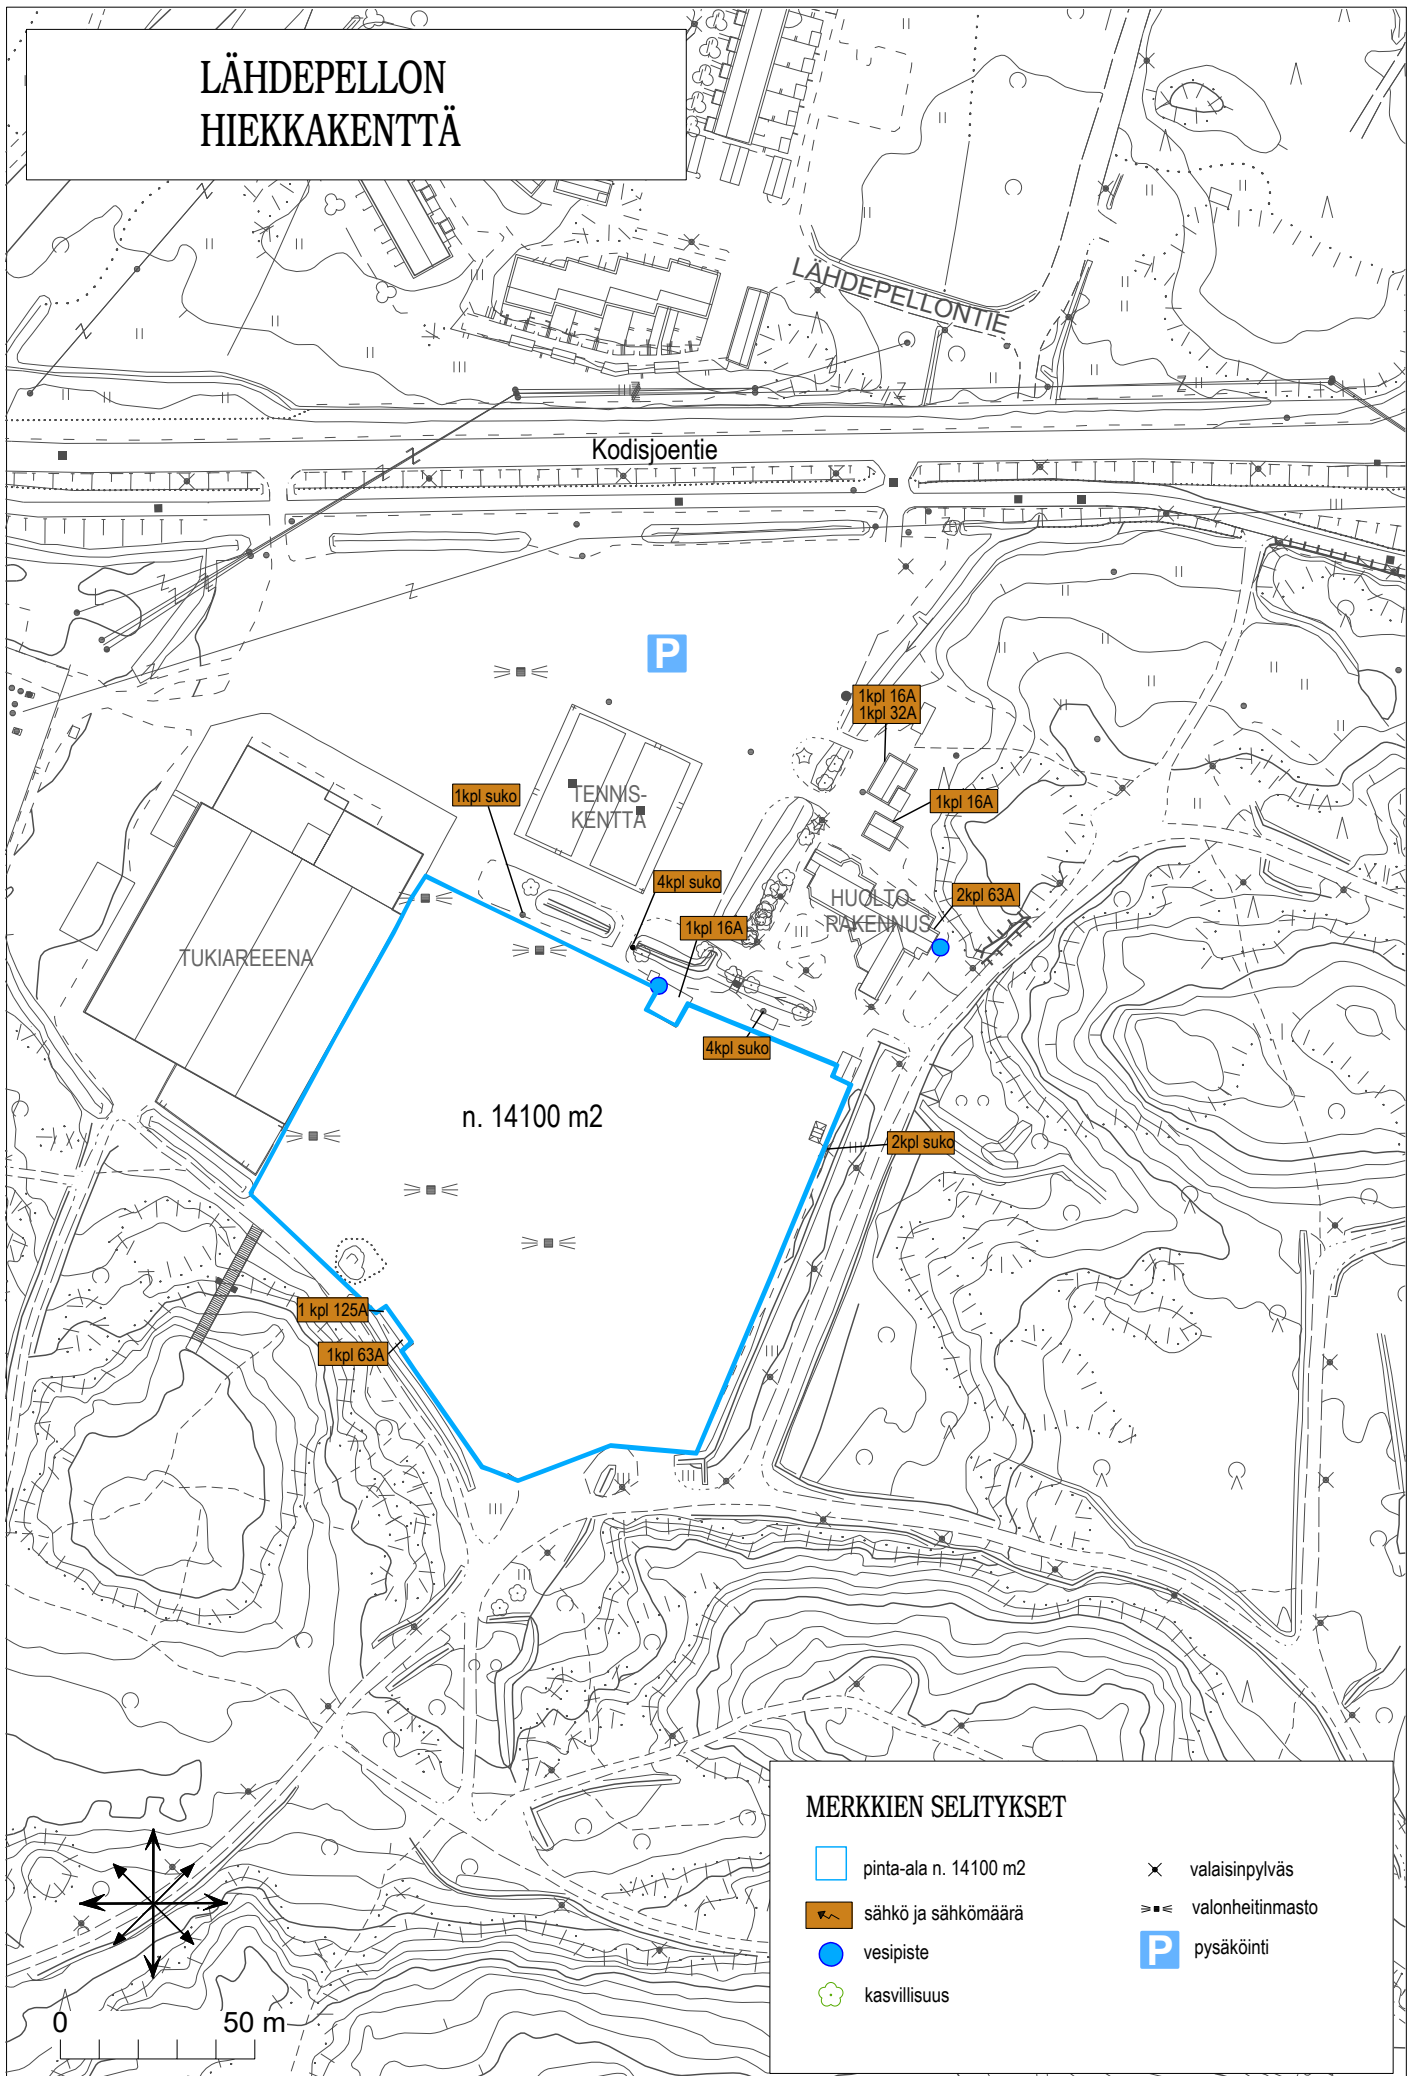 LÄHDEPELLON
HIEKKAKENTTÄ
LÄHDEPELLONTIE
Kodisjoentie
P
1kpl 16A
1kpl 32A
1kpl suko
TENNIS-
KENTTÄ
1kpl 16A
4kpl suko
HUOLTO-
RAKENNUS
2kpl 63A
1kpl 16A
TUKIAREEENA
4kpl suko
n. 14100 m2
2kpl suko
1 kpl 125A
1kpl 63A
MERKKIEN SELITYKSET
pinta-ala n. 14100 m2
sähkö ja sähkömäärä
vesipiste
kasvillisuus
valaisinpylväs
valonheitinmasto
P pysäköinti
0 50 m